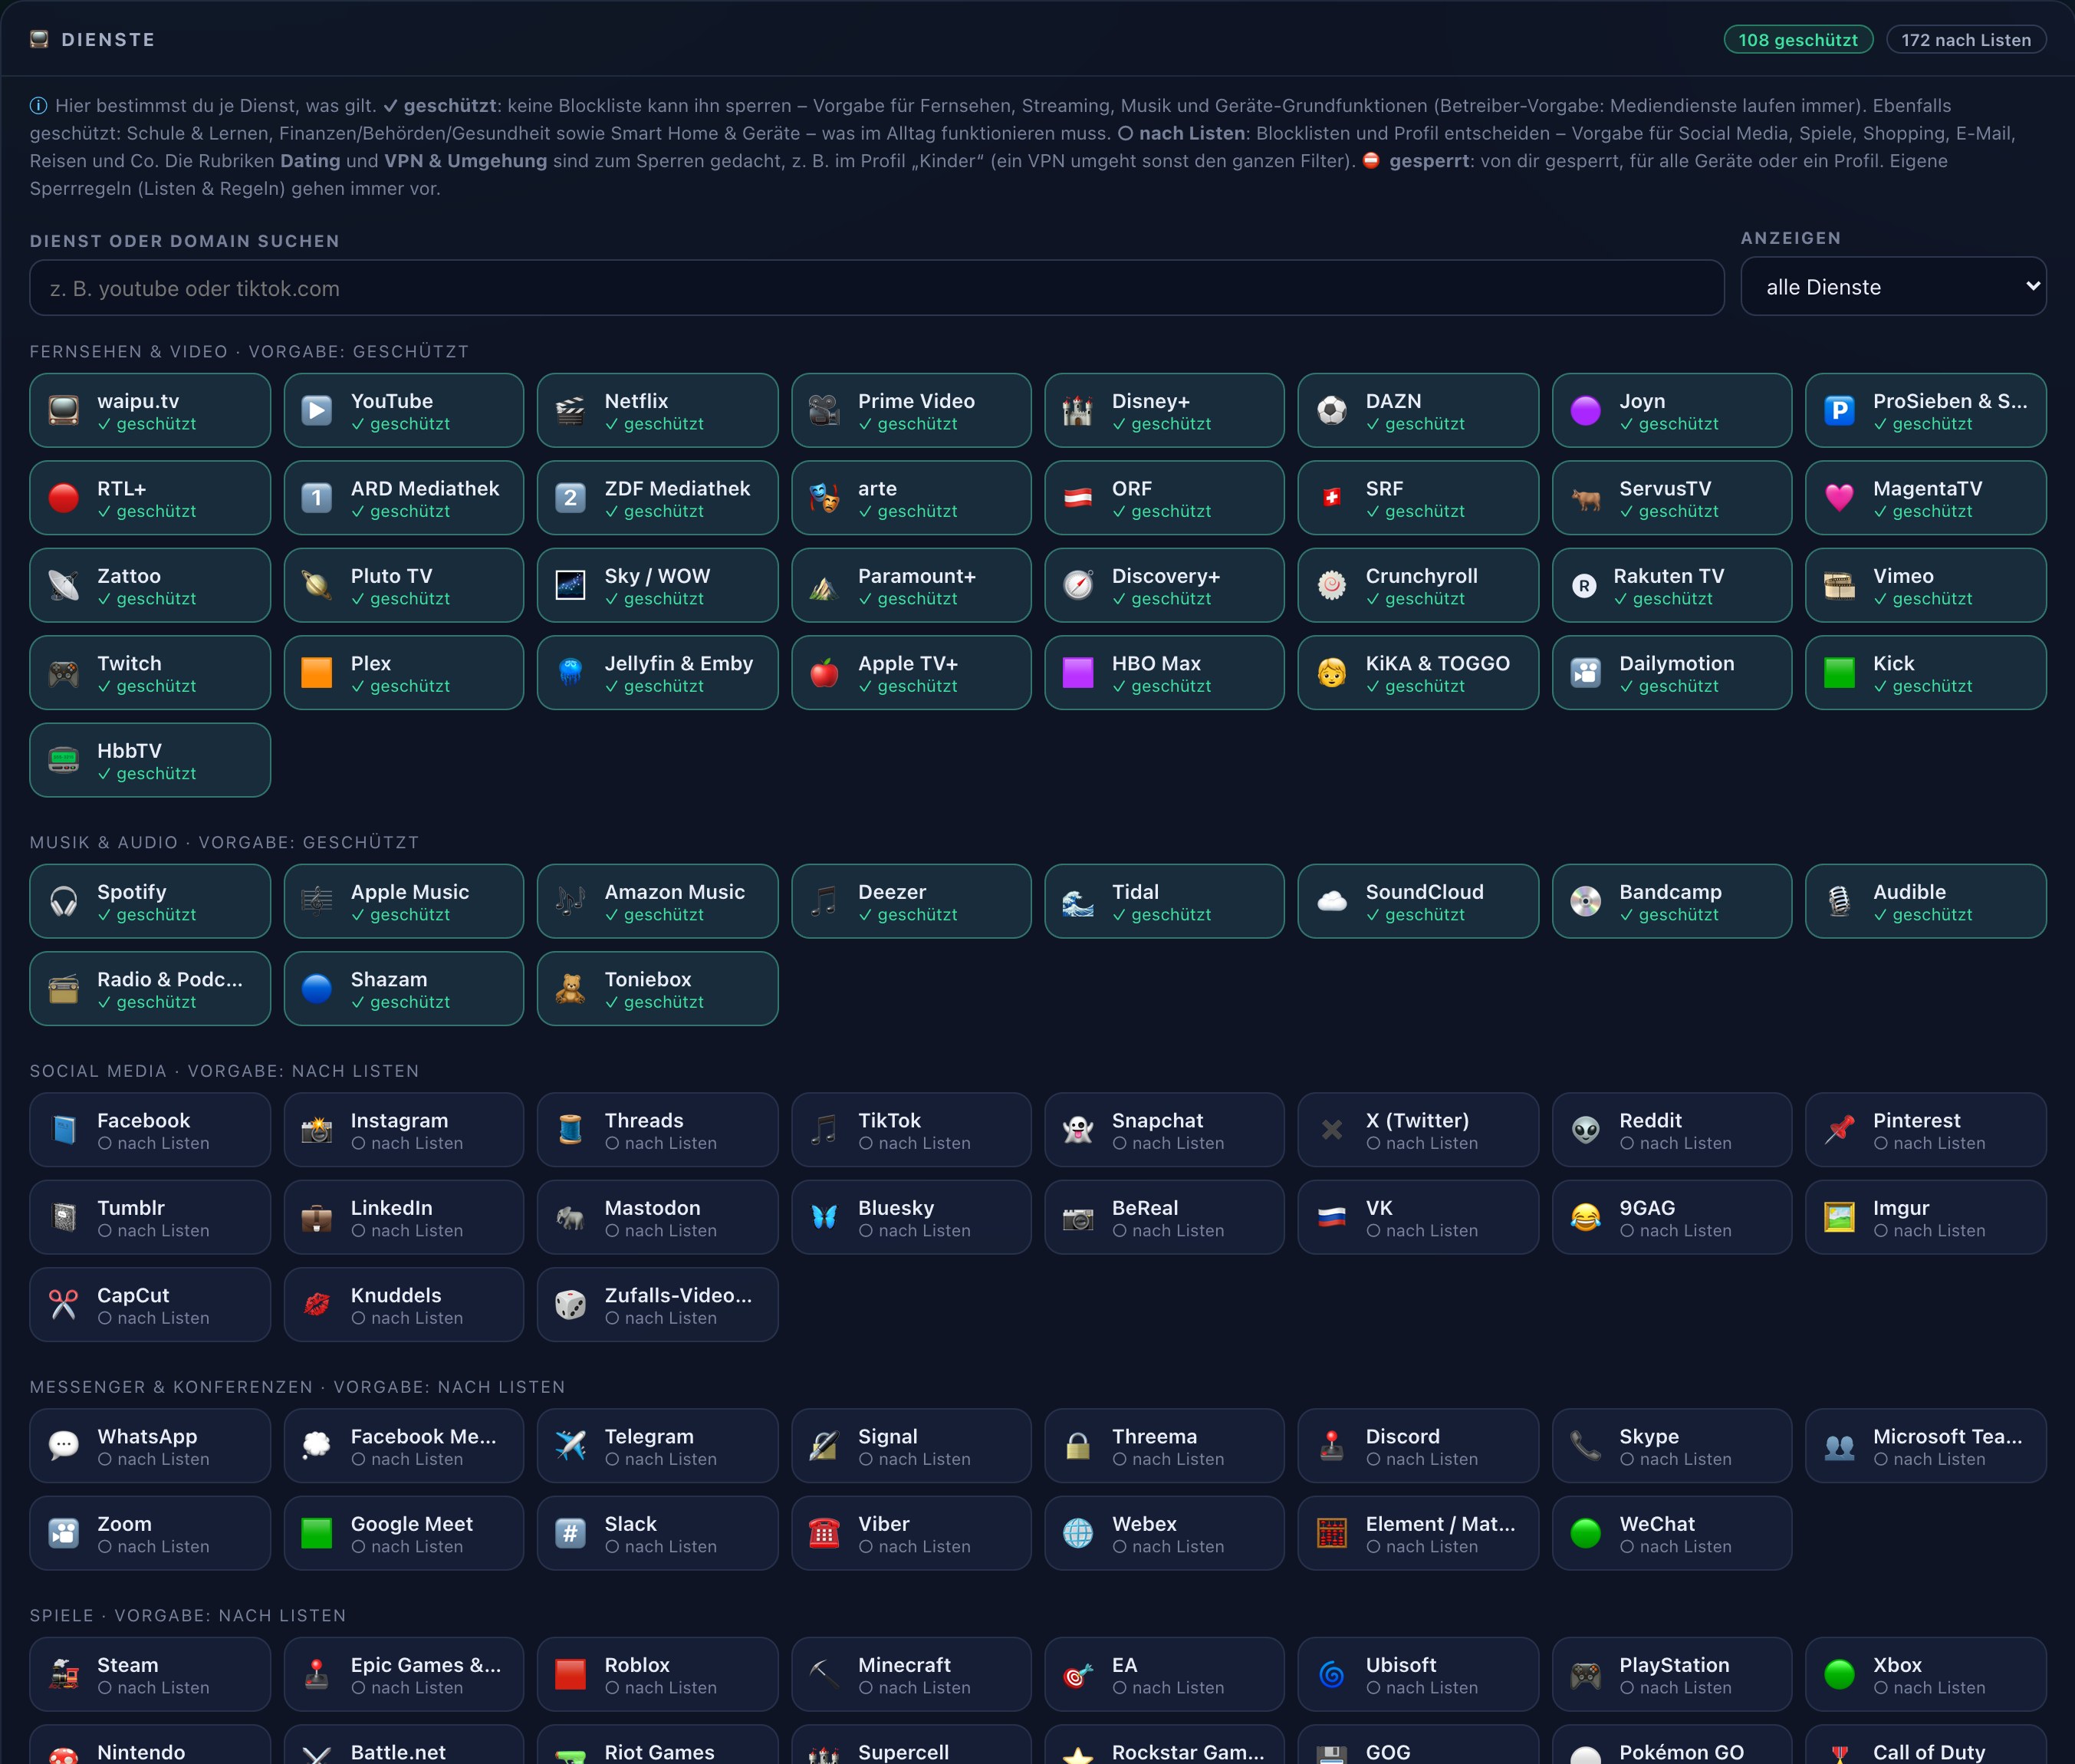 DIENSTE
108 geschützt
172 nach Listen
ⓘ Hier bestimmst du je Dienst, was gilt. ✓ geschützt: keine Blockliste kann ihn sperren – Vorgabe für Fernsehen, Streaming, Musik und Geräte-Grundfunktionen (Betreiber-Vorgabe: Mediendienste laufen immer). Ebenfalls
geschützt: Schule & Lernen, Finanzen/Behörden/Gesundheit sowie Smart Home & Geräte – was im Alltag funktionieren muss. ○ nach Listen: Blocklisten und Profil entscheiden – Vorgabe für Social Media, Spiele, Shopping, E-Mail,
Reisen und Co. Die Rubriken Dating und VPN & Umgehung sind zum Sperren gedacht, z. B. im Profil „Kinder“ (ein VPN umgeht sonst den ganzen Filter). ⛔ gesperrt: von dir gesperrt, für alle Geräte oder ein Profil. Eigene
Sperrregeln (Listen & Regeln) gehen immer vor.
DIENST ODER DOMAIN SUCHEN
z. B. youtube oder tiktok.com
ANZEIGEN
alle Dienste
FERNSEHEN & VIDEO · VORGABE: GESCHÜTZT
waipu.tv
✓ geschützt
YouTube
✓ geschützt
Netflix
✓ geschützt
Prime Video
✓ geschützt
Disney+
✓ geschützt
DAZN
✓ geschützt
Joyn
✓ geschützt
P
ProSieben & S...
✓ geschützt
RTL+
✓ geschützt
1
ARD Mediathek
✓ geschützt
2
ZDF Mediathek
✓ geschützt
arte
✓ geschützt
ORF
✓ geschützt
SRF
✓ geschützt
ServusTV
✓ geschützt
MagentaTV
✓ geschützt
Zattoo
✓ geschützt
Pluto TV
✓ geschützt
Sky / WOW
✓ geschützt
Paramount+
✓ geschützt
Discovery+
✓ geschützt
Crunchyroll
✓ geschützt
R
Rakuten TV
✓ geschützt
Vimeo
✓ geschützt
Twitch
✓ geschützt
Plex
✓ geschützt
Jellyfin & Emby
✓ geschützt
Apple TV+
✓ geschützt
HBO Max
✓ geschützt
KiKA & TOGGO
✓ geschützt
Dailymotion
✓ geschützt
Kick
✓ geschützt
HbbTV
✓ geschützt
MUSIK & AUDIO · VORGABE: GESCHÜTZT
Spotify
✓ geschützt
Apple Music
✓ geschützt
Amazon Music
✓ geschützt
Deezer
✓ geschützt
Tidal
✓ geschützt
SoundCloud
✓ geschützt
Bandcamp
✓ geschützt
Audible
✓ geschützt
Radio & Podc...
✓ geschützt
Shazam
✓ geschützt
Toniebox
✓ geschützt
SOCIAL MEDIA · VORGABE: NACH LISTEN
Facebook
○ nach Listen
Instagram
○ nach Listen
Threads
○ nach Listen
TikTok
○ nach Listen
Snapchat
○ nach Listen
X (Twitter)
○ nach Listen
Reddit
○ nach Listen
Pinterest
○ nach Listen
Tumblr
○ nach Listen
LinkedIn
○ nach Listen
Mastodon
○ nach Listen
Bluesky
○ nach Listen
BeReal
○ nach Listen
VK
○ nach Listen
9GAG
○ nach Listen
Imgur
○ nach Listen
CapCut
○ nach Listen
Knuddels
○ nach Listen
Zufalls-Video...
○ nach Listen
MESSENGER & KONFERENZEN · VORGABE: NACH LISTEN
WhatsApp
○ nach Listen
Facebook Me...
○ nach Listen
Telegram
○ nach Listen
Signal
○ nach Listen
Threema
○ nach Listen
Discord
○ nach Listen
Skype
○ nach Listen
Microsoft Tea...
○ nach Listen
Zoom
○ nach Listen
Google Meet
○ nach Listen
#
Slack
○ nach Listen
Viber
○ nach Listen
Webex
○ nach Listen
Element / Mat...
○ nach Listen
WeChat
○ nach Listen
SPIELE · VORGABE: NACH LISTEN
Steam
○ nach Listen
Epic Games &...
○ nach Listen
Roblox
○ nach Listen
Minecraft
○ nach Listen
EA
○ nach Listen
Ubisoft
○ nach Listen
PlayStation
○ nach Listen
Xbox
○ nach Listen
Nintendo
Battle.net
Riot Games
Supercell
Rockstar Gam...
GOG
Pokémon GO
Call of Duty